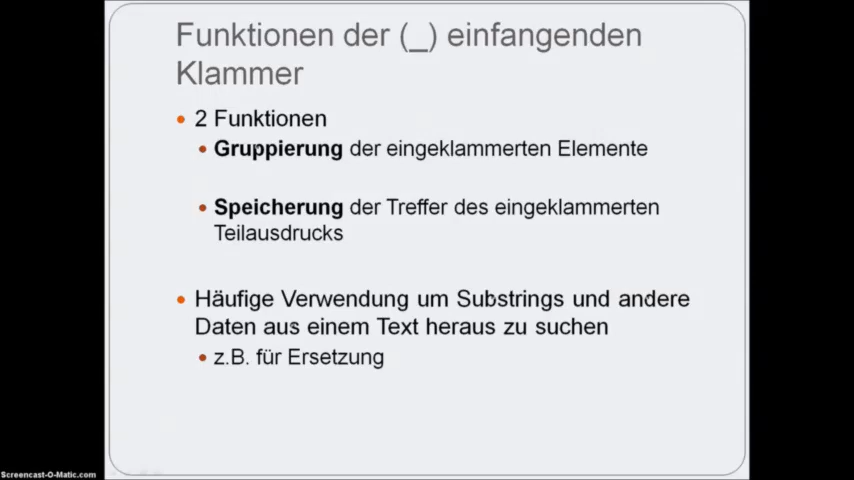 Funktionen der (_) einfangenden
Klammer
2 Funktionen
Gruppierung der eingeklammerten Elemente
Speicherung der Treffer des eingeklammerten
Teilausdrucks
Häufige Verwendung um Substrings und andere
Daten aus einem Text heraus zu suchen
z.B. für Ersetzung
Screencast-O-Matic.com